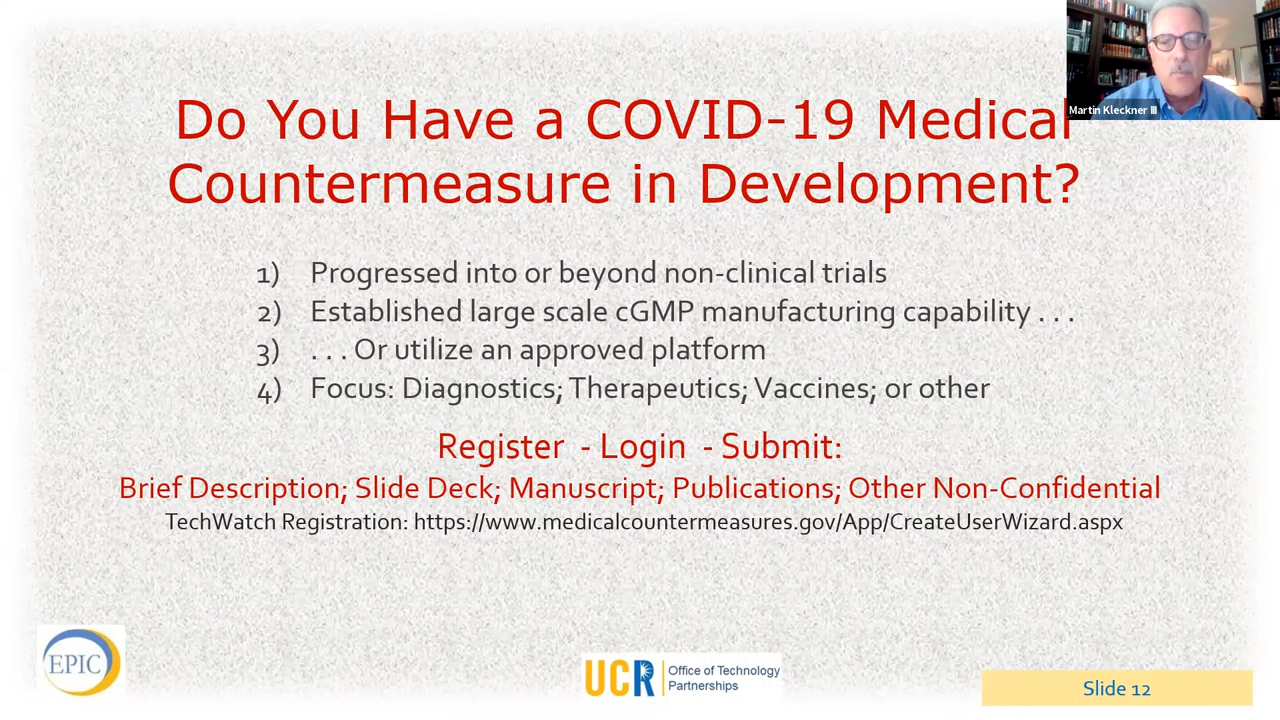 Martin Kleckner III
Do You Have a COVID-19 Medical
Countermeasure in Development?
1) Progressed into or beyond non-clinical trials
2) Established large scale cGMP manufacturing capability . . .
3) . . . Or utilize an approved platform
4) Focus: Diagnostics; Therapeutics; Vaccines; or other
Register - Login - Submit:
Brief Description; Slide Deck; Manuscript; Publications; Other Non-Confidential
TechWatch Registration: https://www.medicalcountermeasures.gov/App/CreateUserWizard.aspx
EPIC
UCR Office of Technology
Partnerships
Slide 12